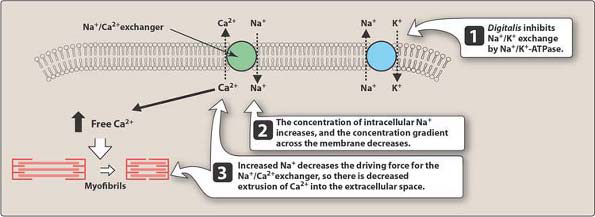 Na⁺/Ca²⁺exchanger
Ca²⁺ Na⁺
Na⁺ K⁺
1 Digitalis inhibits
Na⁺/K⁺ exchange
by Na⁺/K⁺-ATPase.
Ca²⁺ Na⁺
Na⁺ K⁺
Free Ca²⁺
2 The concentration of intracellular Na⁺
increases, and the concentration gradient
across the membrane decreases.
3 Increased Na⁺ decreases the driving force for the
Na⁺/Ca²⁺exchanger, so there is decreased
extrusion of Ca²⁺ into the extracellular space.
Myofibrils